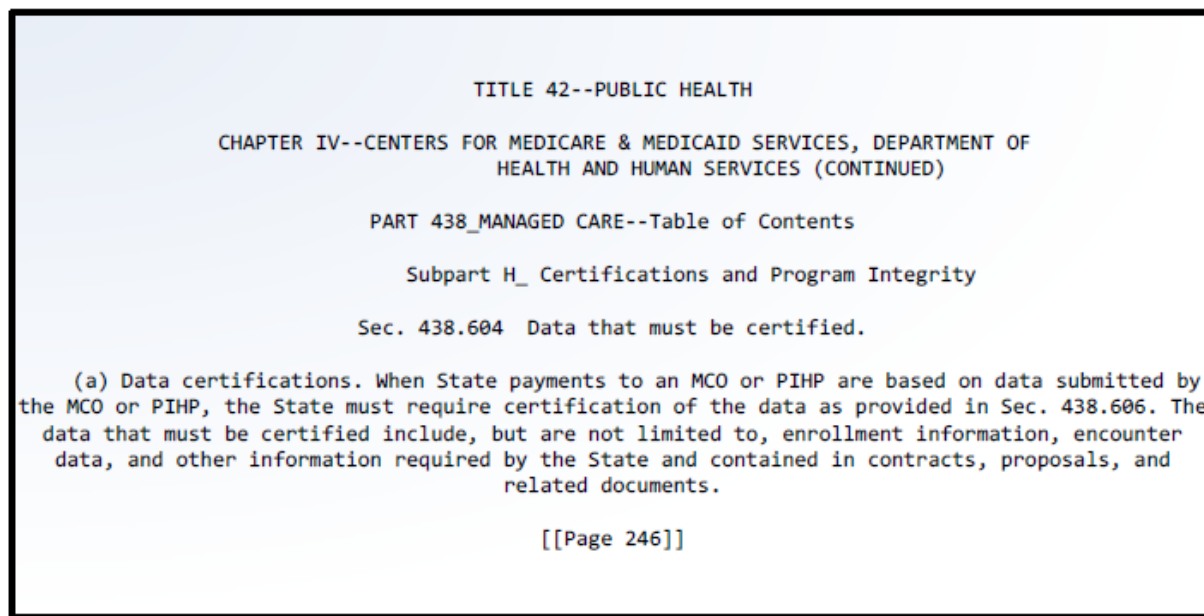 TITLE 42--PUBLIC HEALTH
CHAPTER IV--CENTERS FOR MEDICARE & MEDICAID SERVICES, DEPARTMENT OF
HEALTH AND HUMAN SERVICES (CONTINUED)
PART 438_MANAGED CARE--Table of Contents
Subpart H_ Certifications and Program Integrity
Sec. 438.604  Data that must be certified.
(a) Data certifications. When State payments to an MCO or PIHP are based on data submitted by
the MCO or PIHP, the State must require certification of the data as provided in Sec. 438.606. The
data that must be certified include, but are not limited to, enrollment information, encounter
data, and other information required by the State and contained in contracts, proposals, and
related documents.
[[Page 246]]